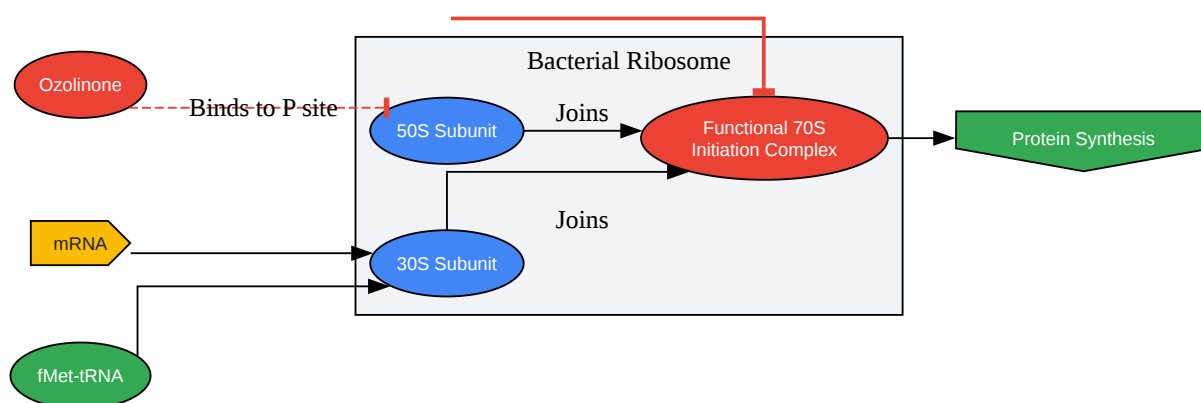 Bacterial Ribosome
Ozolinone
Binds to P site
50S Subunit
Joins
Functional 70S
Initiation Complex
Protein Synthesis
Joins
mRNA
30S Subunit
fMet-tRNA